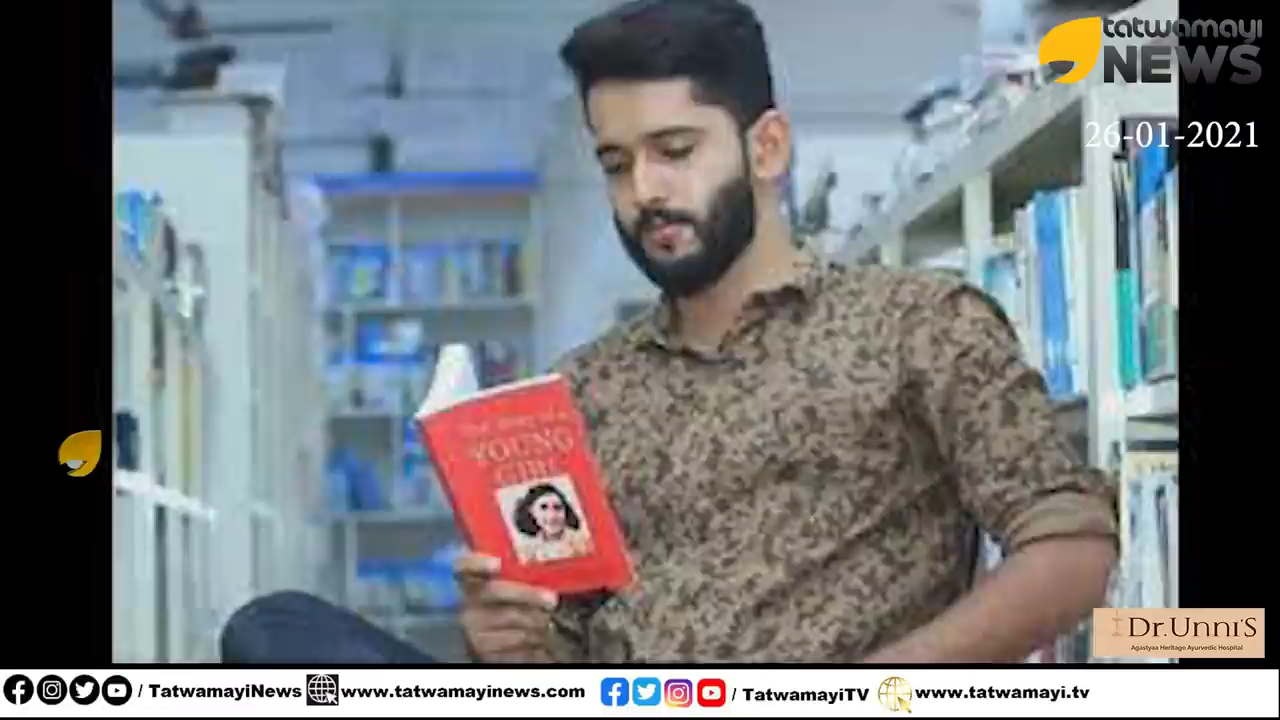 tatwamayi
NEWS
26-01-2021
YOUNG
GIRL
Dr.Unni'S
Agastyaa Heritage Ayurvedic Hospital
/ TatwamayiNews www.tatwamayinews.com / TatwamayiTV www.tatwamayi.tv